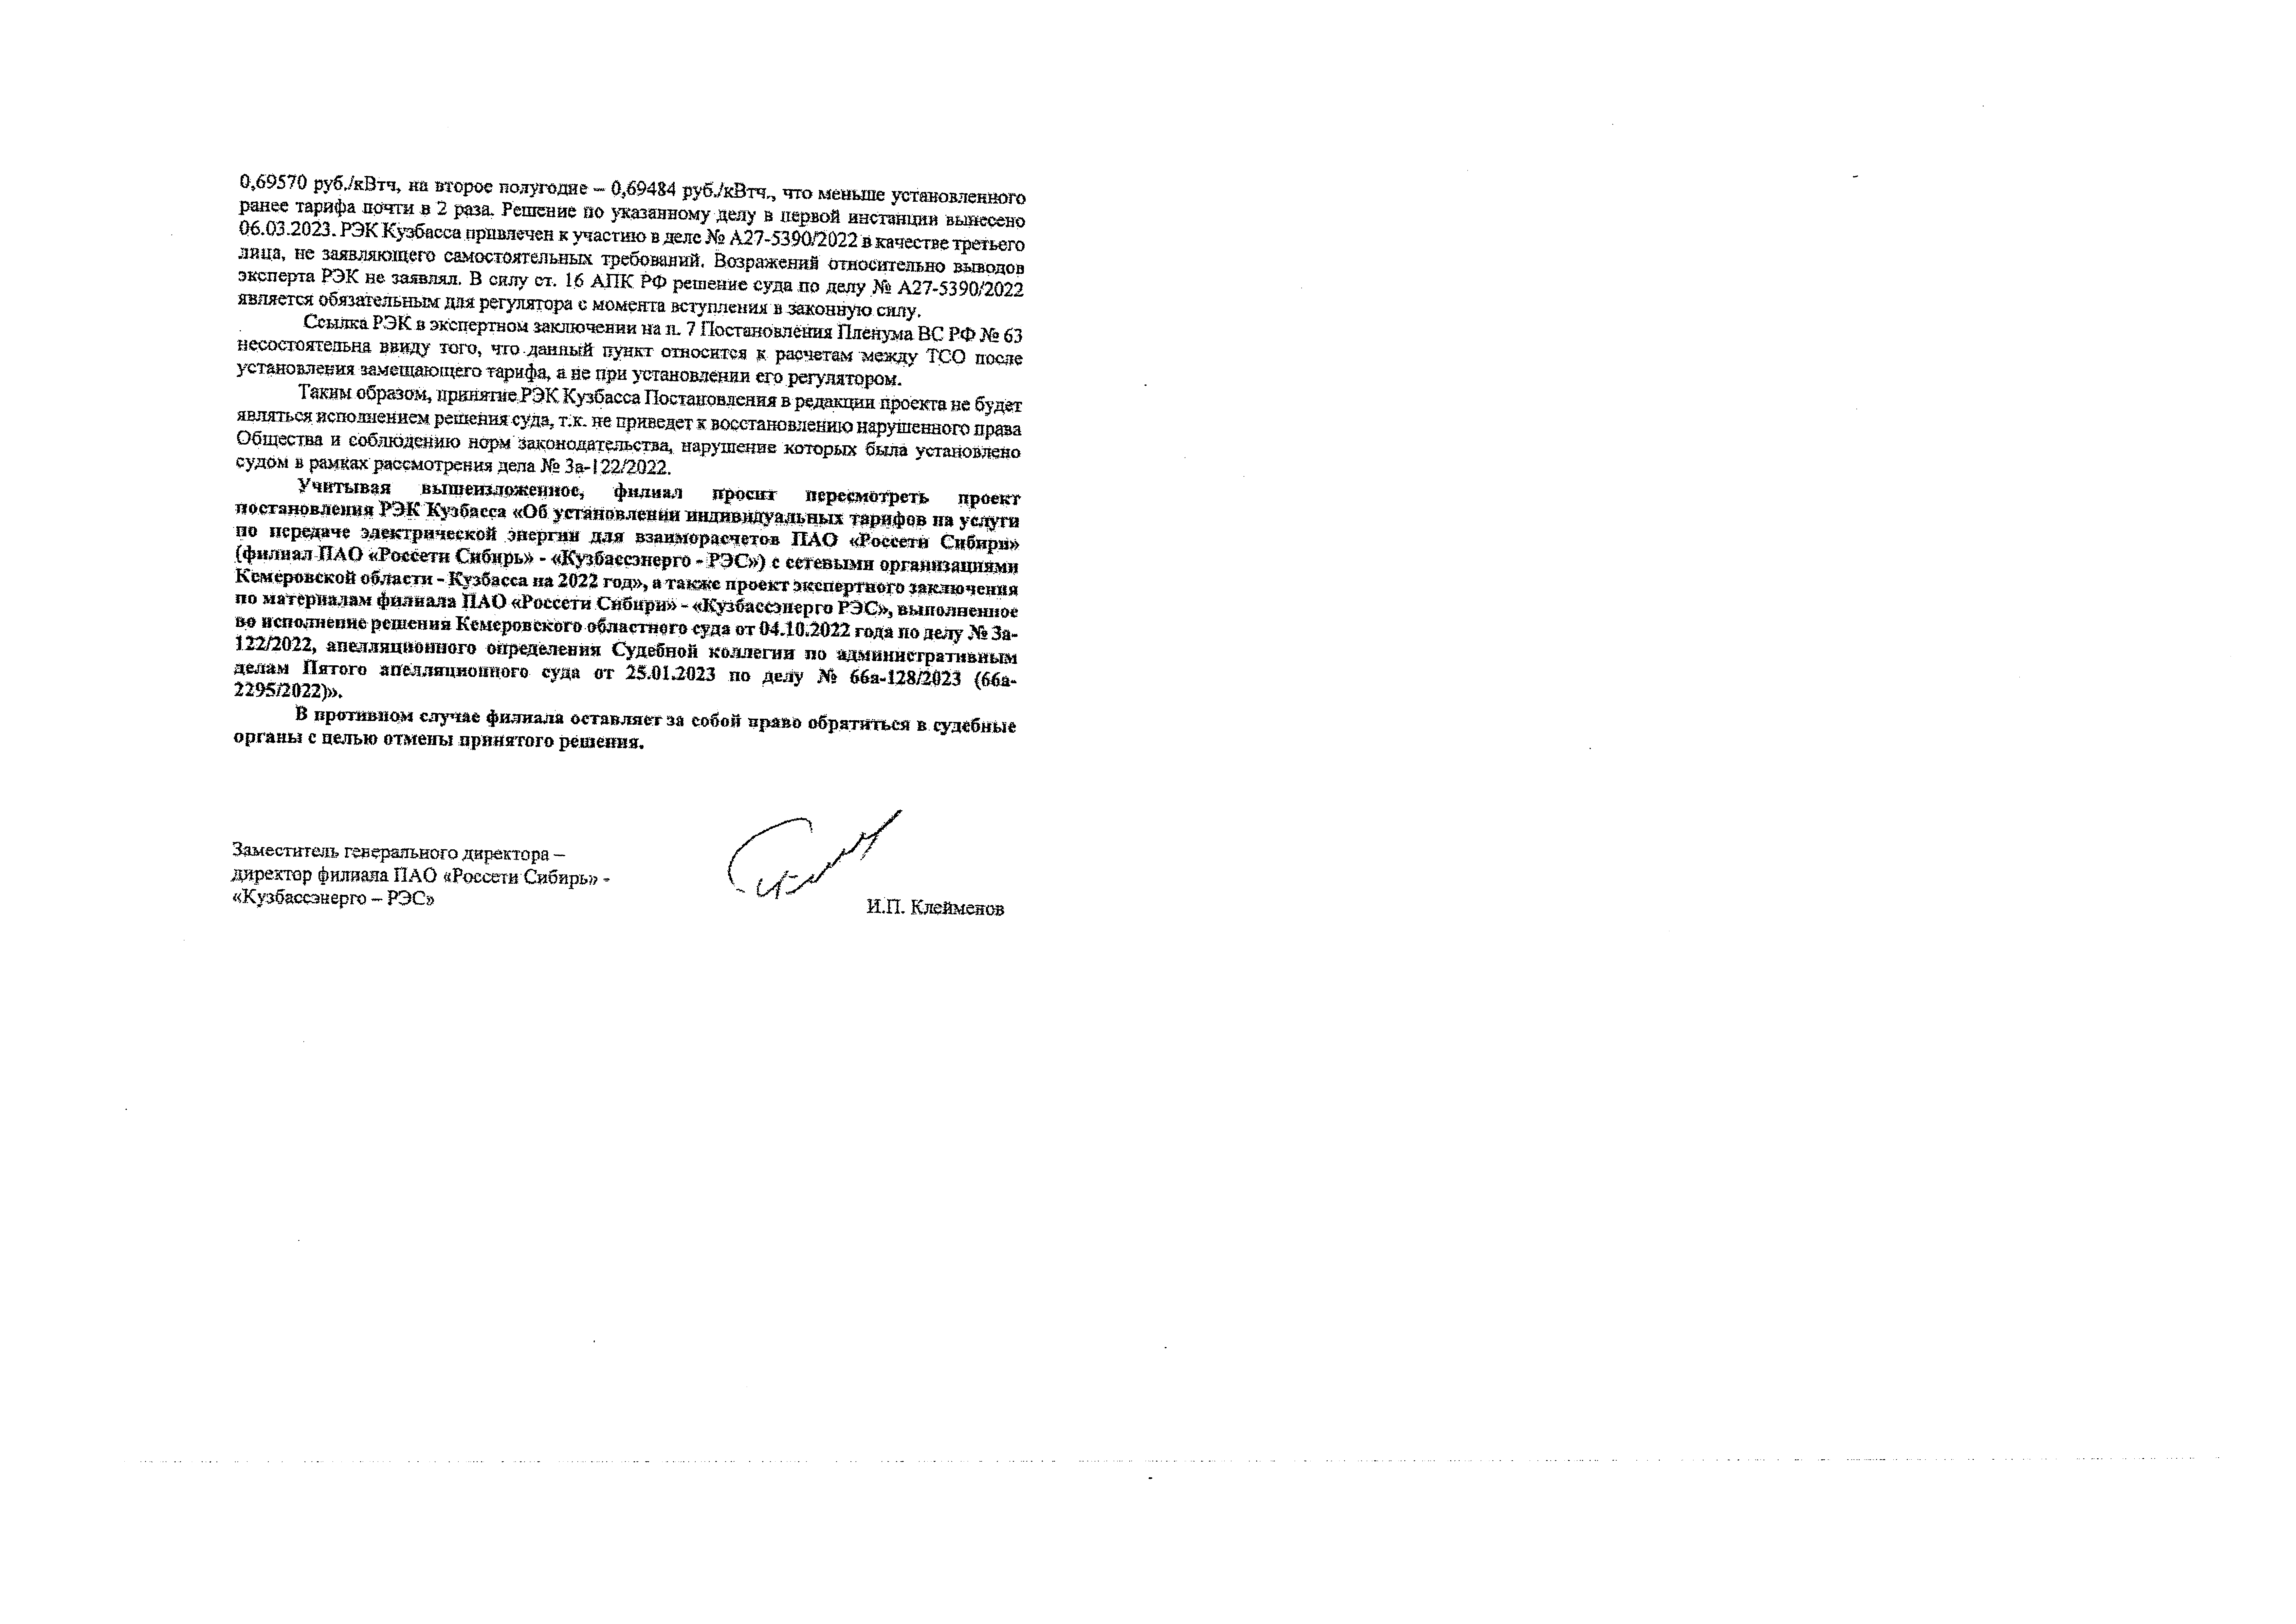 0,69570 руб./кВтч, на второе полугодие – 0,69484 руб./кВтч., что меньше установленного
ранее тарифа почти в 2 раза. Решение по указанному делу в первой инстанции вынесено
06.03.2023. РЭК Кузбасса привлечен к участию в деле № А27-5390/2022 в качестве третьего
лица, не заявляющего самостоятельных требований. Возражений относительно выводов
эксперта РЭК не заявлял. В силу ст. 16 АПК РФ решение суда по делу № А27-5390/2022
является обязательным для регулятора с момента вступления в законную силу.
Ссылка РЭК в экспертном заключении на п. 7 Постановления Пленума ВС РФ № 63
несостоятельна ввиду того, что данный пункт относится к расчетам между ТСО после
установления замещающего тарифа, а не при установлении его регулятором.
Таким образом, принятие РЭК Кузбасса Постановления в редакции проекта не будет
являться исполнением решения суда, т.к. не приведет к восстановлению нарушенного права
Общества и соблюдению норм законодательства, нарушение которых была установлено
судом в рамках рассмотрения дела № 3а-122/2022.
Учитывая вышеизложенное, филиал просит пересмотреть проект
постановления РЭК Кузбасса «Об установлении индивидуальных тарифов на услуги
по передаче электрической энергии для взаиморасчетов ПАО «Россети Сибири»
(филиал ПАО «Россети Сибирь» - «Кузбассэнерго - РЭС») с сетевыми организациями
Кемеровской области - Кузбасса на 2022 год», а также проект экспертного заключения
по материалам филиала ПАО «Россети Сибири» - «Кузбассэнерго РЭС», выполненное
во исполнение решения Кемеровского областного суда от 04.10.2022 года по делу № 3а-
122/2022, апелляционного определения Судебной коллегии по административным
делам Пятого апелляционного суда от 25.01.2023 по делу № 66а-128/2023 (66а-
2295/2022)».
В противном случае филиала оставляет за собой право обратиться в судебные
органы с целью отмены принятого решения.
Заместитель генерального директора –
директор филиала ПАО «Россети Сибирь» -
«Кузбассэнерго – РЭС»
И.П. Клейменов